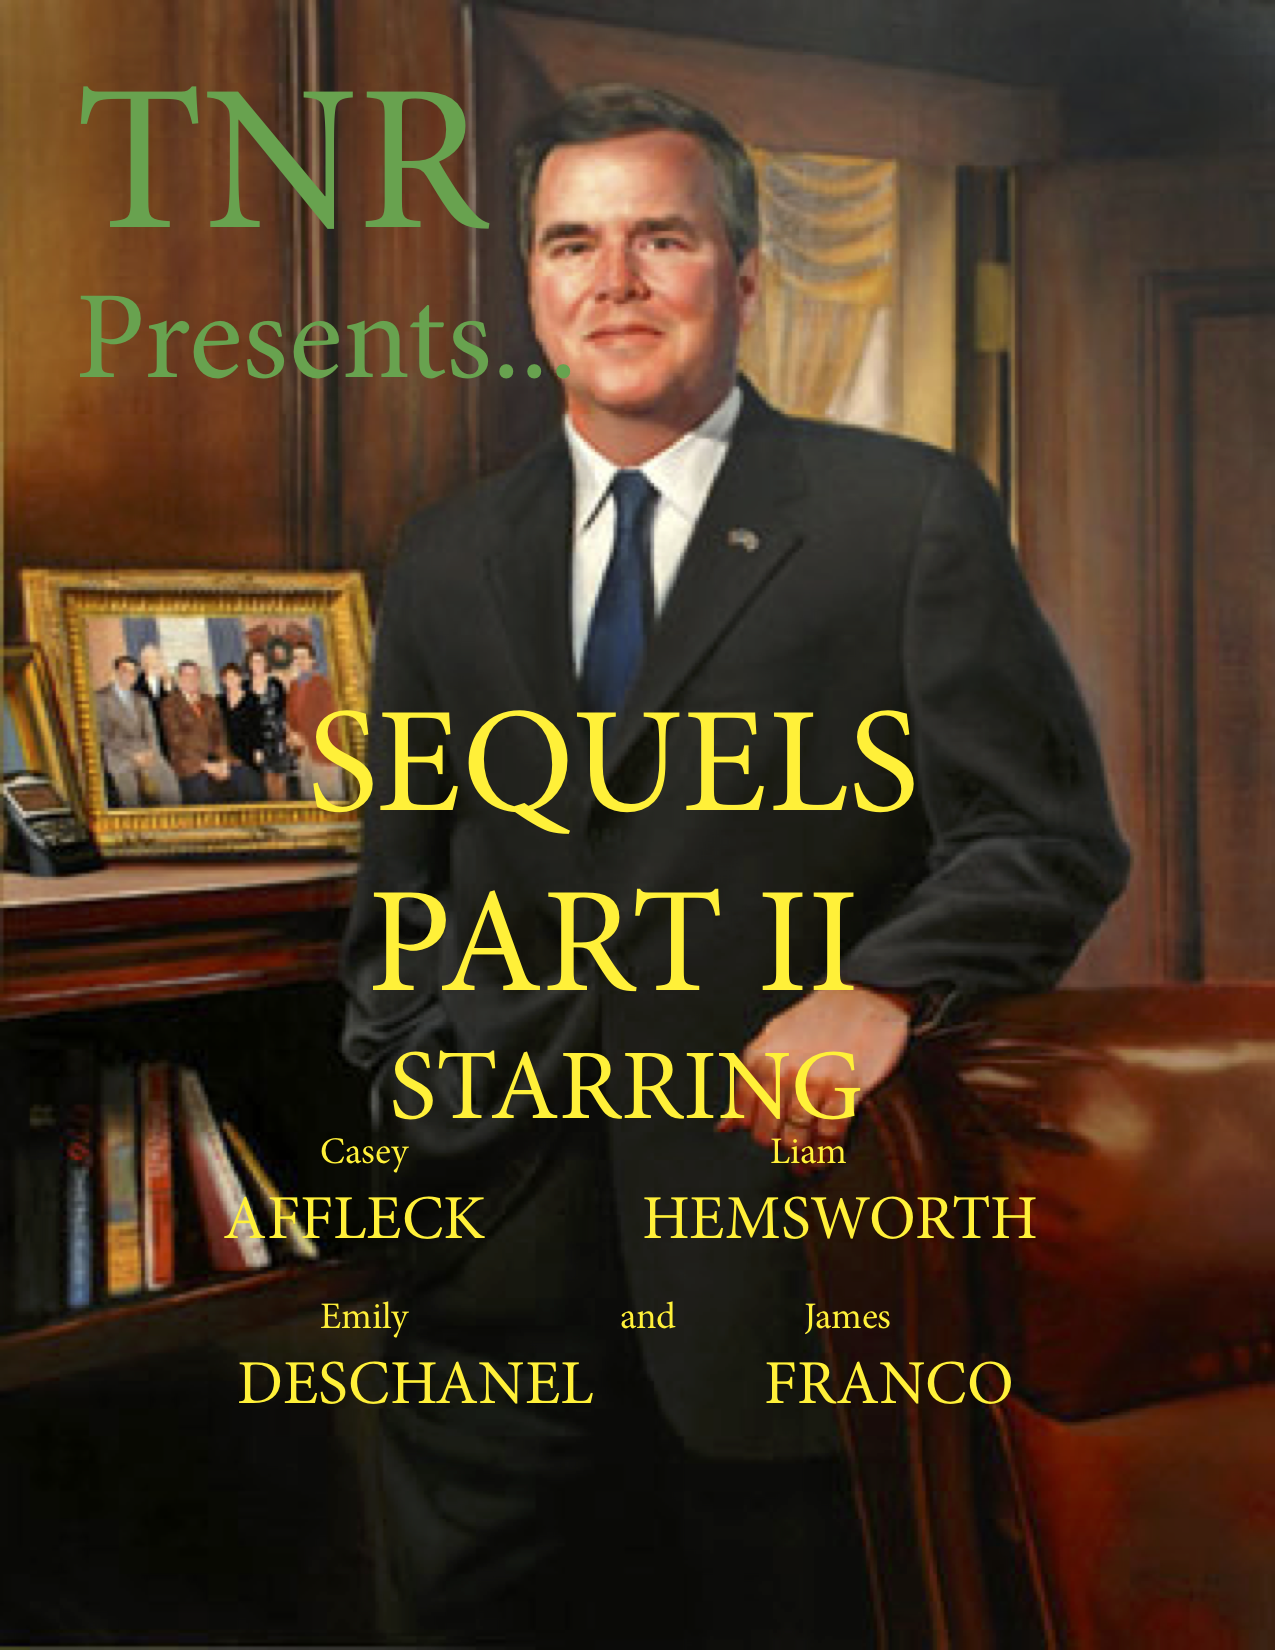 TNR
Presents...
SEQUELS
PART II
STARRING
Casey Liam
AFFLECK HEMSWORTH
Emily and James
DESCHANEL FRANCO